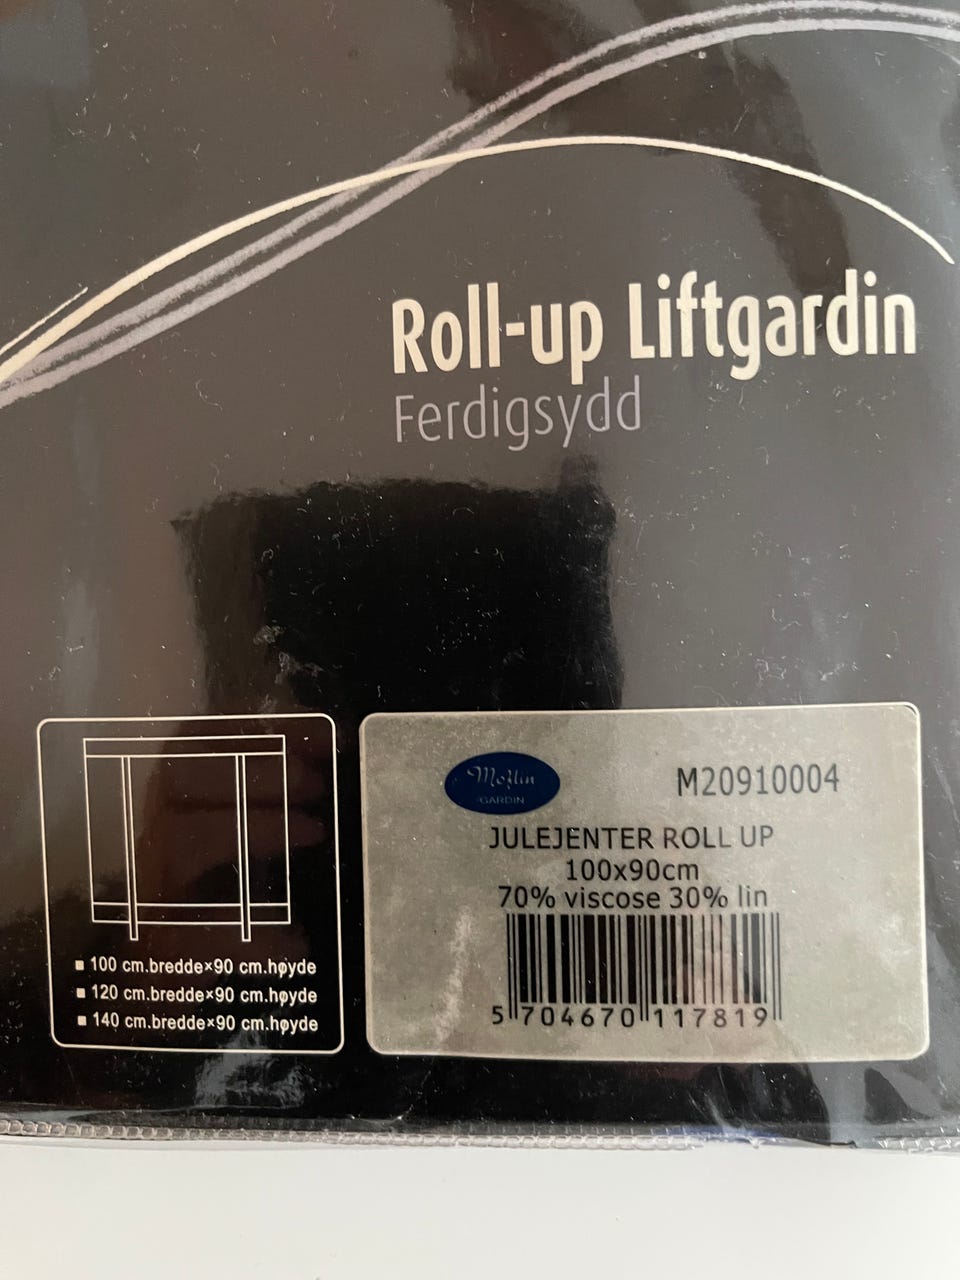 Roll-up Liftgardin
Ferdigsydd
100 cm.bredde×90 cm.høyde
120 cm.bredde×90 cm.høyde
140 cm.bredde×90 cm.høyde
GARDIN
M20910004
JULEJENTER ROLL UP
100x90cm
70% viscose 30% lin
5 704670 117819